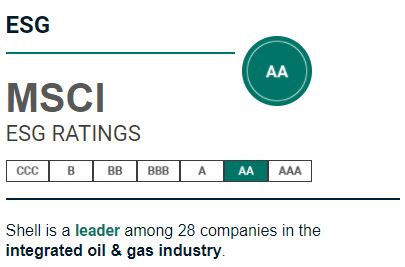 ESG
AA
MSCI
ESG RATINGS
CCC B BB BBB A AA AAA
Shell is a leader among 28 companies in the
integrated oil & gas industry.